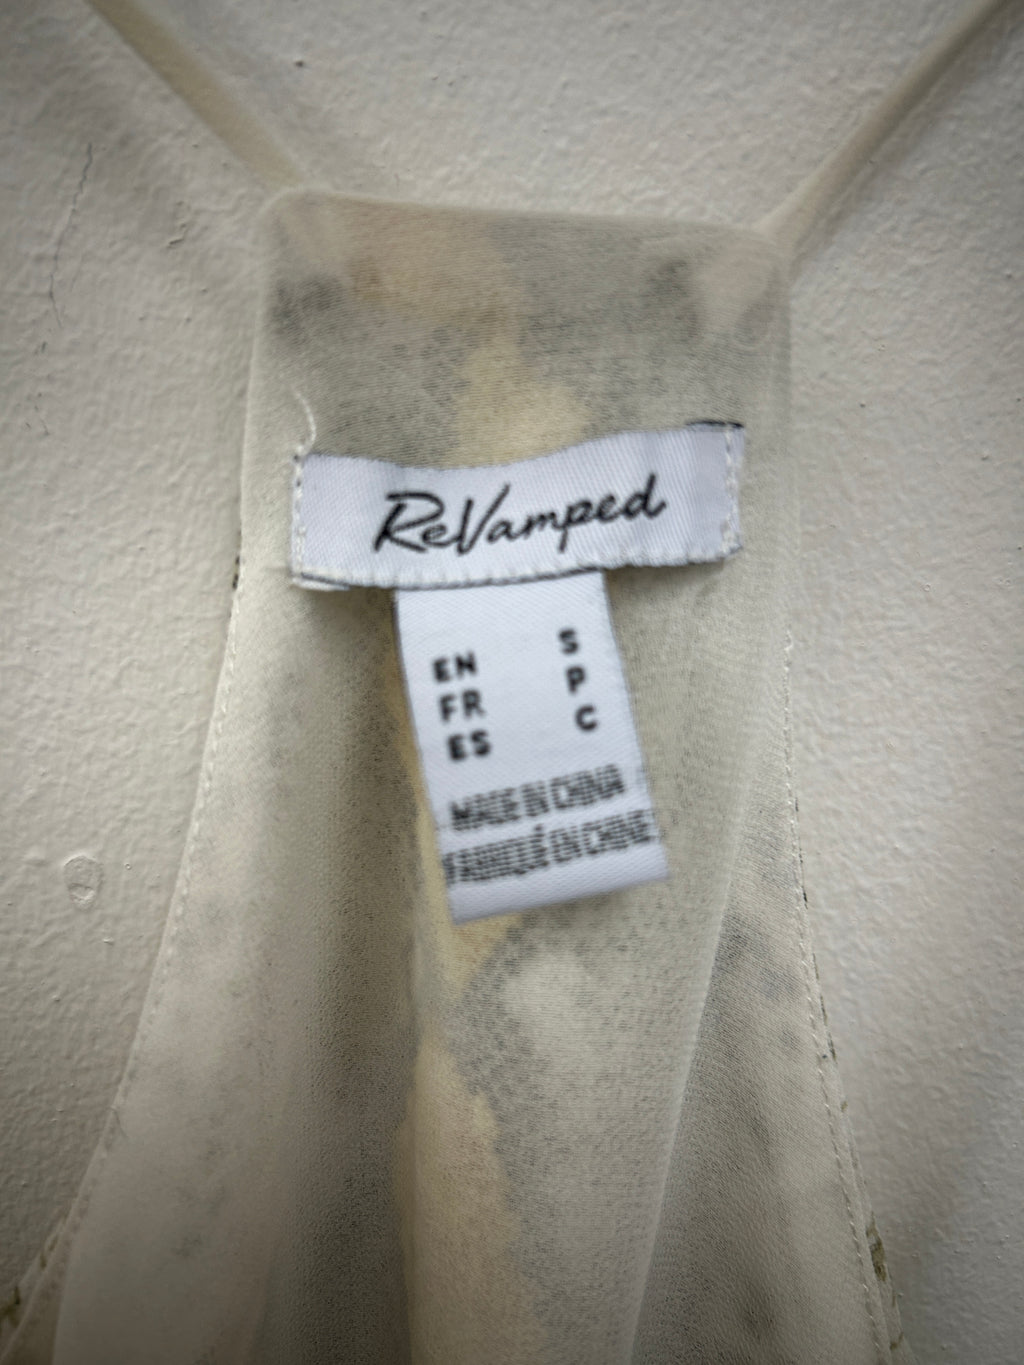 ReVamped
EN S
FR P
ES C
MADE IN CHINA
FABRIQUÉ EN CHINE